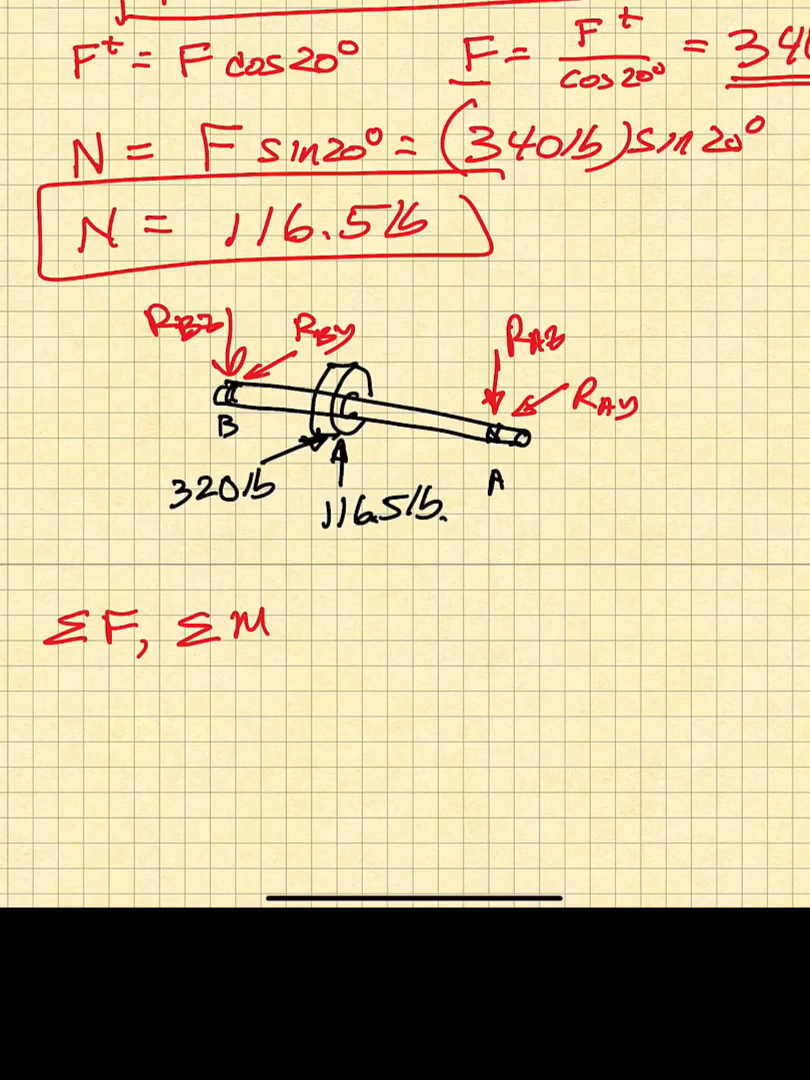 F^t = F cos 20° F = F^t / cos 20° = 340
N = F sin 20° = (340 lb) sin 20°
N = 116.5 lb
R_BZ R_BY R_AZ
R_AY
B
320 lb A
116.5 lb.
ΣF, ΣM